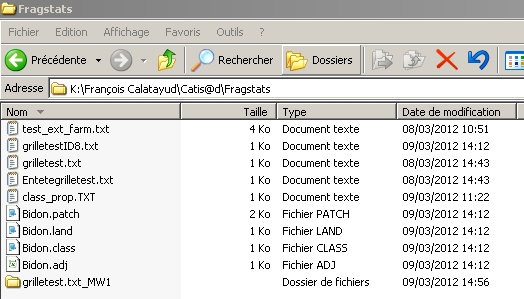 Fragstats
Fichier Edition Affichage Favoris Outils ?
Précédente Rechercher Dossiers
Adresse K:\François Calatayud\Catis@d\Fragstats
Nom Taille Type Date de modification
test_ext_farm.txt 4 Ko Document texte 08/03/2012 10:51
grilletestID8.txt 1 Ko Document texte 09/03/2012 14:12
grilletest.txt 1 Ko Document texte 08/03/2012 14:43
Entetegrilletest.txt 1 Ko Document texte 08/03/2012 14:43
class_prop.TXT 1 Ko Document texte 09/03/2012 11:22
Bidon.patch 2 Ko Fichier PATCH 09/03/2012 14:12
Bidon.land 1 Ko Fichier LAND 09/03/2012 14:12
Bidon.class 1 Ko Fichier CLASS 09/03/2012 14:12
Bidon.adj 1 Ko Fichier ADJ 09/03/2012 14:12
grilletest.txt_MW1 Dossier de fichiers 09/03/2012 14:56